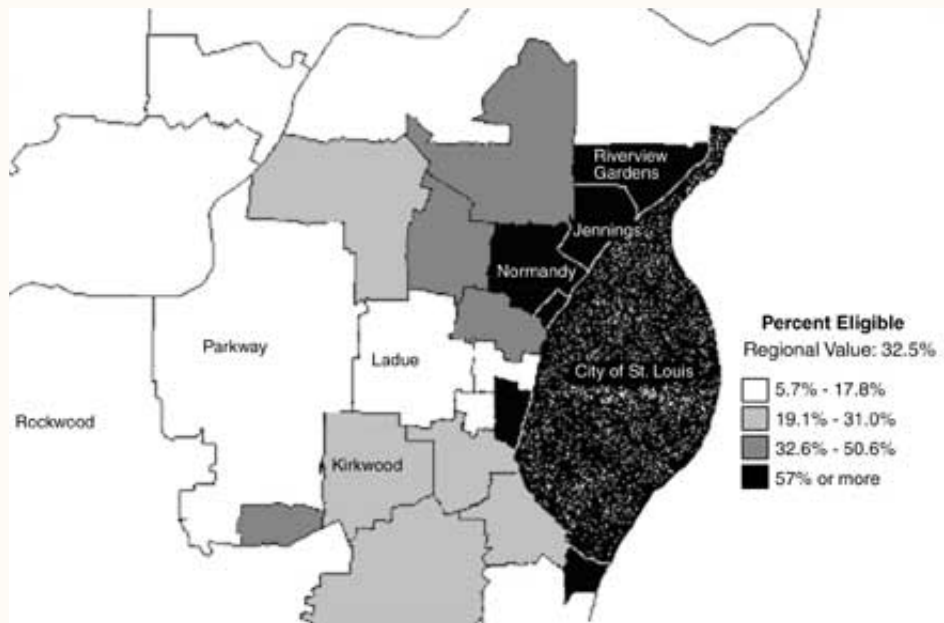 Riverview
Gardens
Jennings
Normandy
Parkway
Ladue
City of St. Louis
Rockwood
Kirkwood
Percent Eligible
Regional Value: 32.5%
5.7% - 17.8%
19.1% - 31.0%
32.6% - 50.6%
57% or more